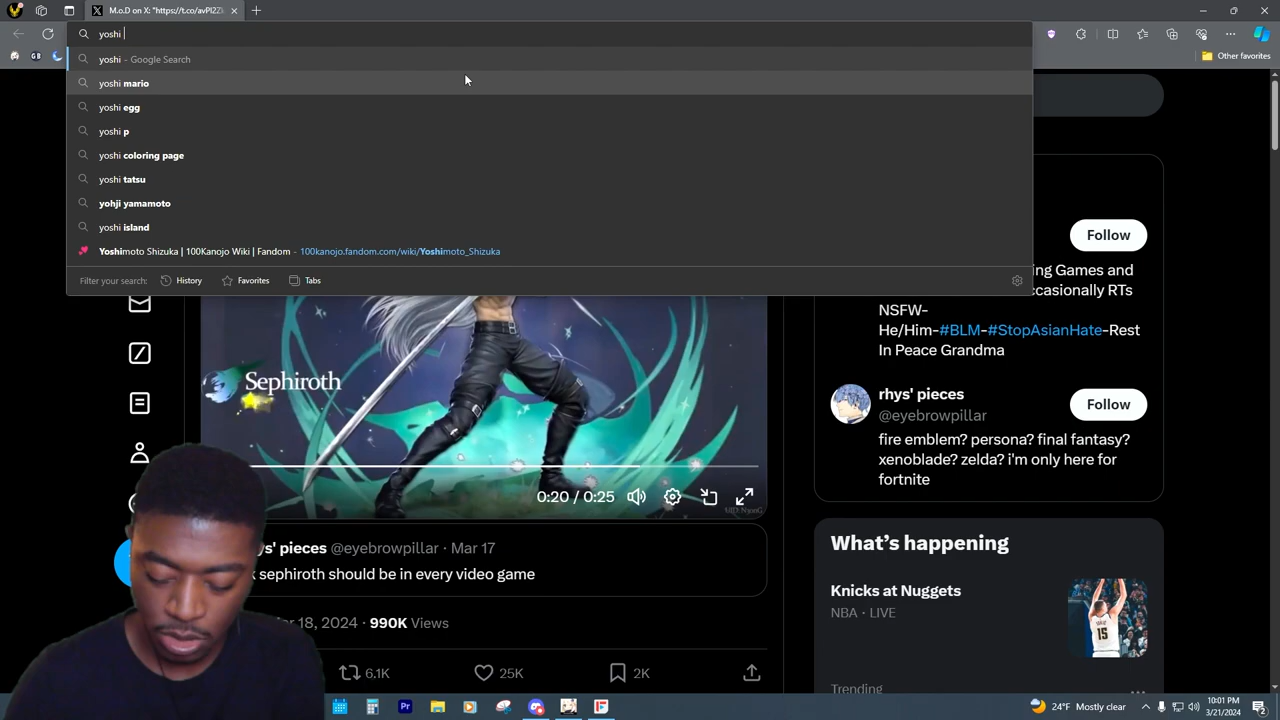 M.o.D on X: "https://t.co/avPl2Z
yoshi
yoshi - Google Search
yoshi mario
yoshi egg
yoshi p
yoshi coloring page
yoshi tatsu
yohji yamamoto
yoshi island
Yoshimoto Shizuka | 100Kanojo Wiki | Fandom - 100kanojo.fandom.com/wiki/Yoshimoto_Shizuka
Filter your search: History Favorites Tabs
GB
Other favorites
Follow
ing Games and
ccasionally RTs
NSFW-
He/Him-#BLM-#StopAsianHate-Rest
In Peace Grandma
rhys' pieces
@eyebrowpillar
Follow
fire emblem? persona? final fantasy?
xenoblade? zelda? i'm only here for
fortnite
Sephiroth
0:20 / 0:25
ys' pieces @eyebrowpillar · Mar 17
k sephiroth should be in every video game
18, 2024 · 990K Views
6.1K 25K 2K
What's happening
Knicks at Nuggets
NBA · LIVE
15
Trending
Pr
24°F Mostly clear
10:01 PM
3/21/2024
2